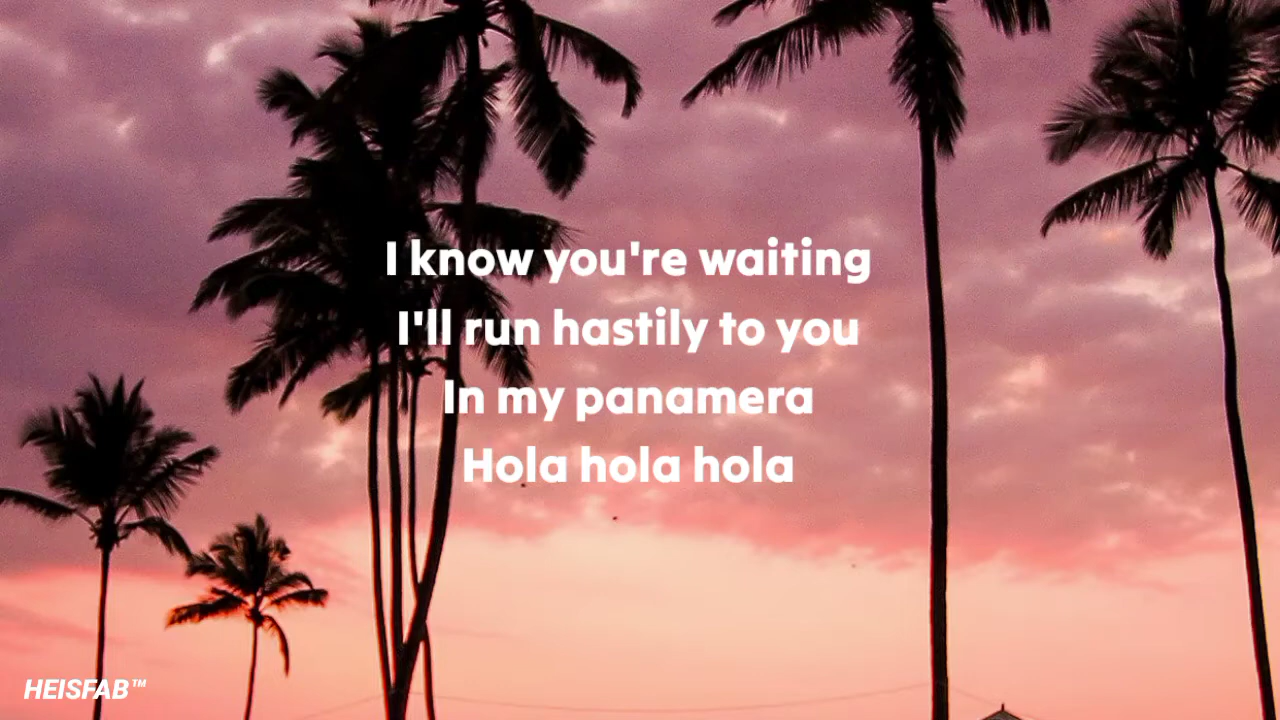 I know you're waiting
I'll run hastily to you
In my panamera
Hola hola hola
HEISFAB™